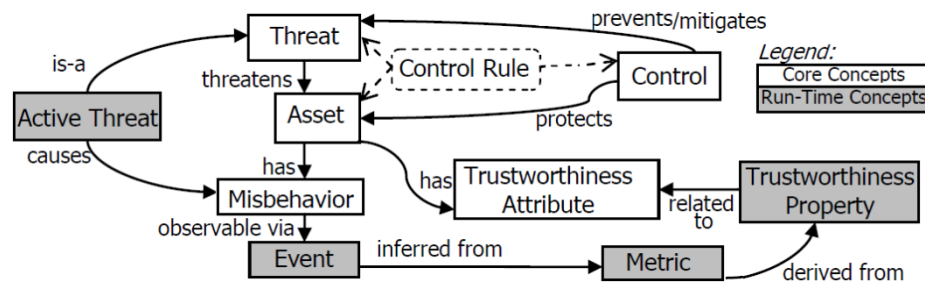 prevents/mitigates
Threat
Legend:
is-a
Control Rule
Control
Core Concepts
threatens
Run-Time Concepts
Active Threat
Asset
protects
causes
has
has
Trustworthiness
Attribute
Trustworthiness
Property
Misbehavior
related
to
observable via
Event
inferred from
Metric
derived from